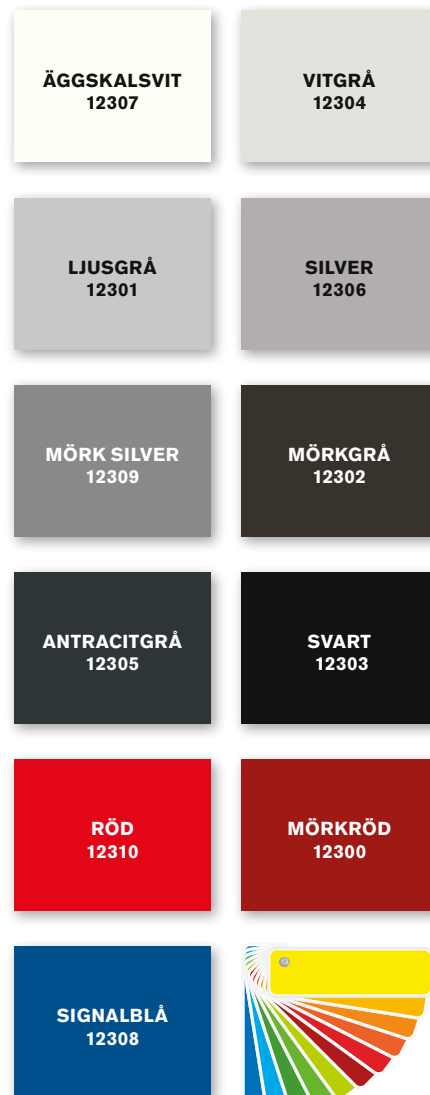 ÄGGSKALSVIT
12307
VITGRÅ
12304
LJUSGRÅ
12301
SILVER
12306
MÖRK SILVER
12309
MÖRKGRÅ
12302
ANTRACITGRÅ
12305
SVART
12303
RÖD
12310
MÖRKRÖD
12300
SIGNALBLÅ
12308